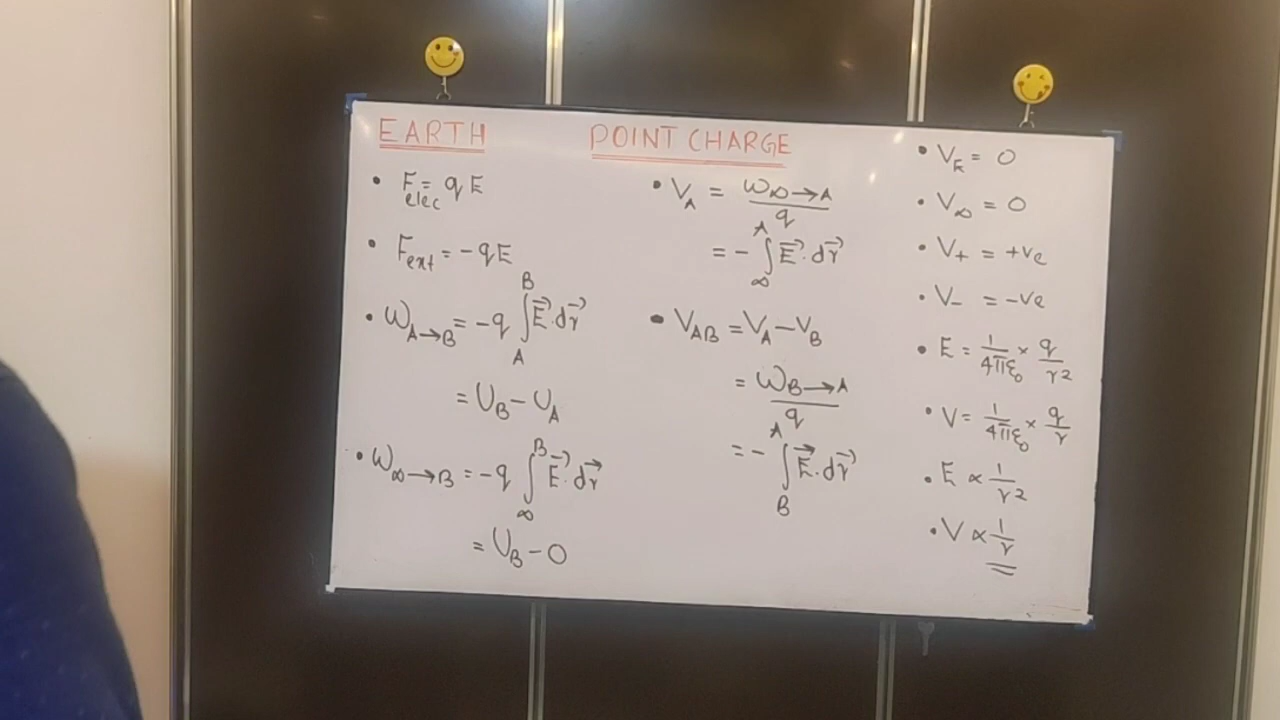 EARTH
• F_elec = qE
• F_ext = -qE
• W_A→B = -q ∫_A^B E⃗.dr⃗
= U_B - U_A
• W_∞→B = -q ∫_∞^B E⃗.dr⃗
= U_B - 0
POINT CHARGE
• V_A = W_∞→A / q
= - ∫_∞^A E⃗.dr⃗
• V_AB = V_A - V_B
= W_B→A / q
= - ∫_B^A E⃗.dr⃗
• V_E = 0
• V_∞ = 0
• V_+ = +ve
• V_- = -ve
• E = 1/4πε₀ × q/r²
• V = 1/4πε₀ × q/r
• E ∝ 1/r²
• V ∝ 1/r